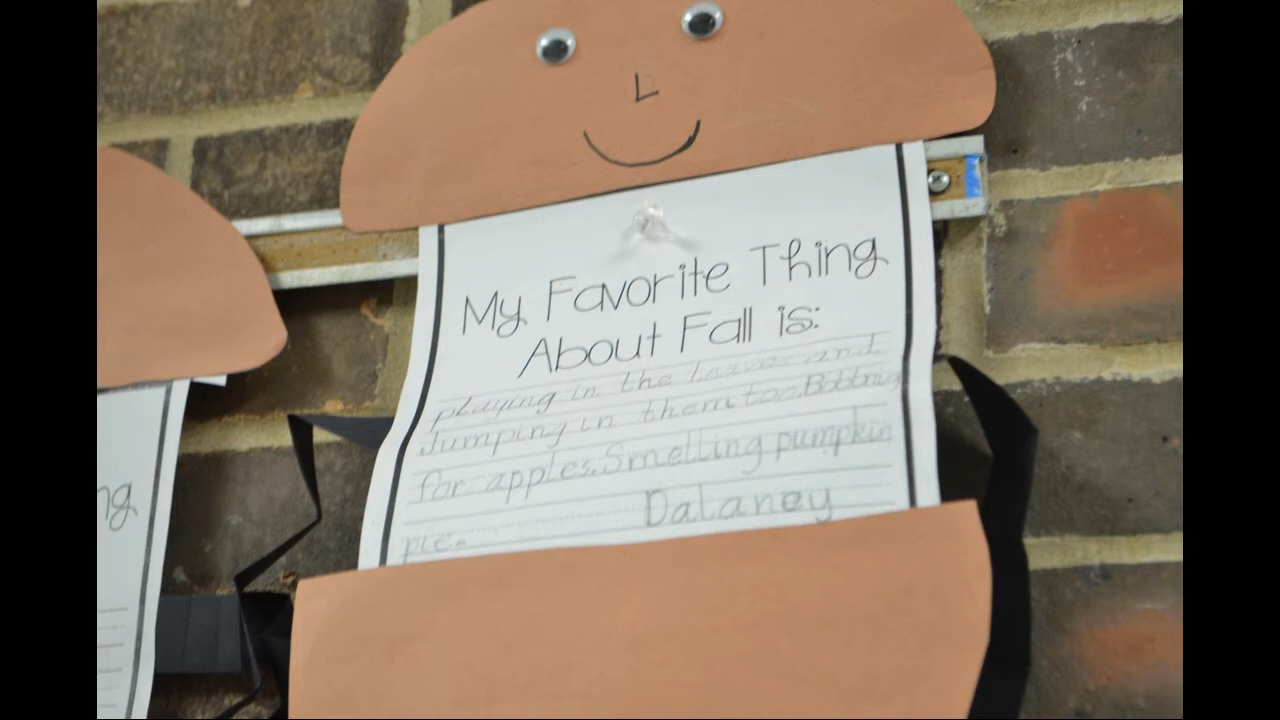 My Favorite Thing
About Fall is:
playing in the leaves and
Jumping in them too. Bobbing
for apples. Smelling pumpkin
Dalaney
pie.
ng